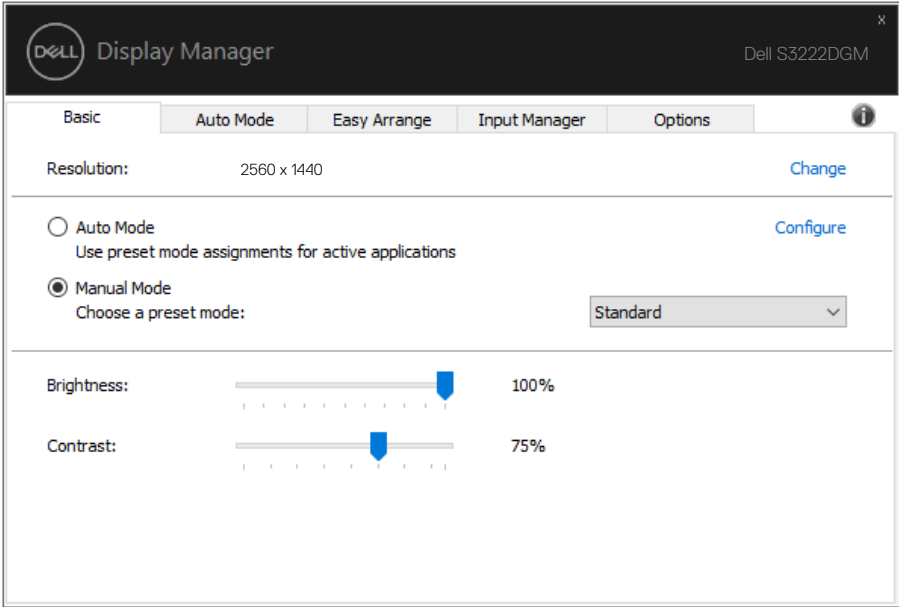 DELL Display Manager
x
Dell S3222DGM
Basic Auto Mode Easy Arrange Input Manager Options i
Resolution: 2560 x 1440 Change
Auto Mode Configure
Use preset mode assignments for active applications
Manual Mode
Choose a preset mode: Standard
Brightness: 100%
Contrast: 75%